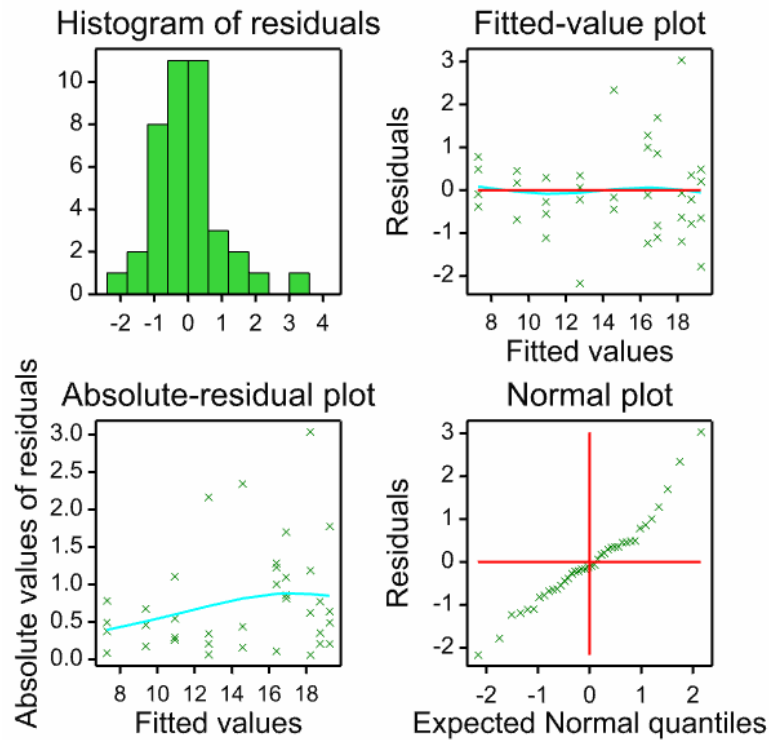 Histogram of residuals
10
8
6
4
2
0
-2 -1 0 1 2 3 4
Fitted-value plot
Residuals
3
2
1
0
-1
-2
8 10 12 14 16 18
Fitted values
Absolute-residual plot
Absolute values of residuals
3.0
2.5
2.0
1.5
1.0
0.5
0.0
8 10 12 14 16 18
Fitted values
Normal plot
Residuals
3
2
1
0
-1
-2
-2 -1 0 1 2
Expected Normal quantiles